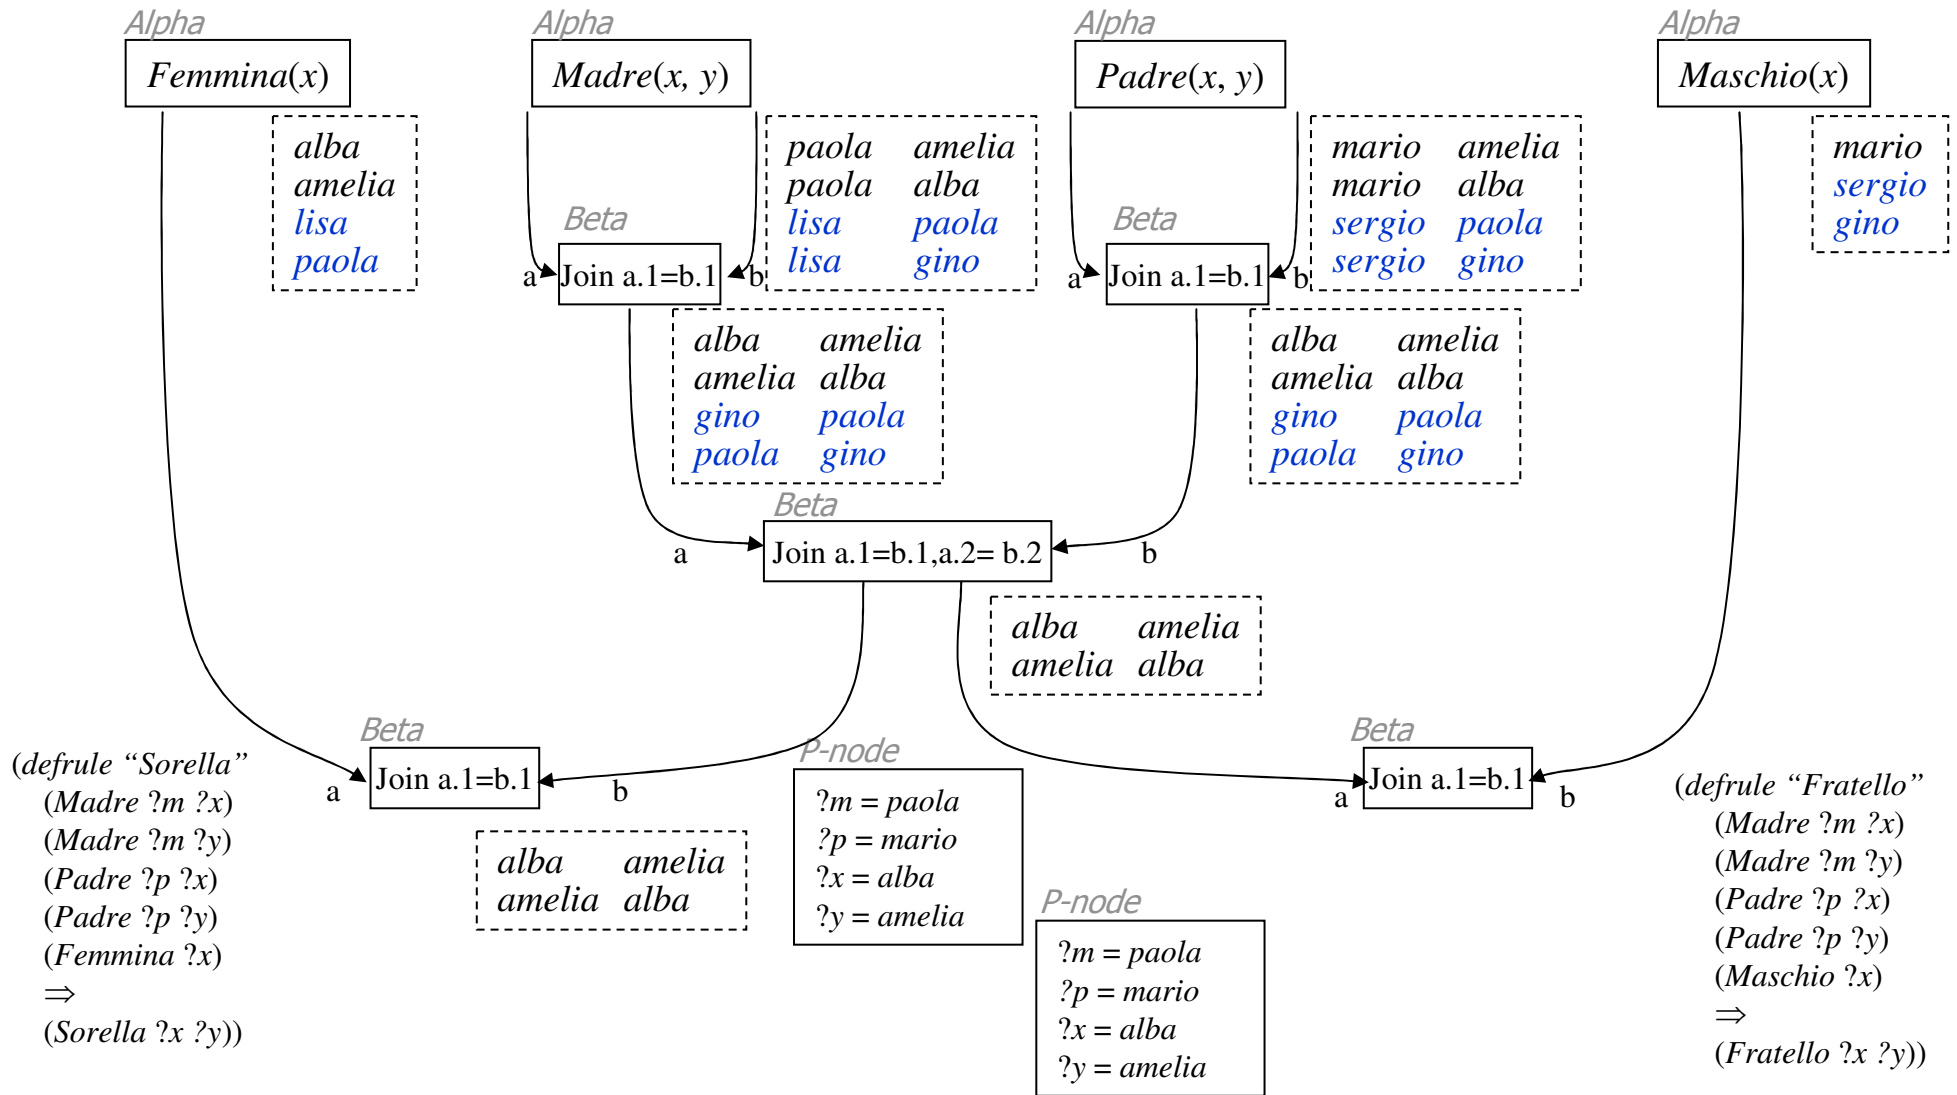 Alpha
Femmina(x)
alba
amelia
lisa
paola
Alpha
Madre(x, y)
paola amelia
paola alba
lisa paola
lisa gino
Beta
a Join a.1=b.1 b
alba amelia
amelia alba
gino paola
paola gino
Alpha
Padre(x, y)
mario amelia
mario alba
sergio paola
sergio gino
Beta
a Join a.1=b.1 b
alba amelia
amelia alba
gino paola
paola gino
Alpha
Maschio(x)
mario
sergio
gino
Beta
a Join a.1=b.1,a.2= b.2 b
alba amelia
amelia alba
(defrule “Sorella”
(Madre ?m ?x)
(Madre ?m ?y)
(Padre ?p ?x)
(Padre ?p ?y)
(Femmina ?x)
⇒
(Sorella ?x ?y))
Beta
a Join a.1=b.1 b
alba amelia
amelia alba
P-node
?m = paola
?p = mario
?x = alba
?y = amelia
P-node
?m = paola
?p = mario
?x = alba
?y = amelia
Beta
a Join a.1=b.1 b
(defrule “Fratello”
(Madre ?m ?x)
(Madre ?m ?y)
(Padre ?p ?x)
(Padre ?p ?y)
(Maschio ?x)
⇒
(Fratello ?x ?y))